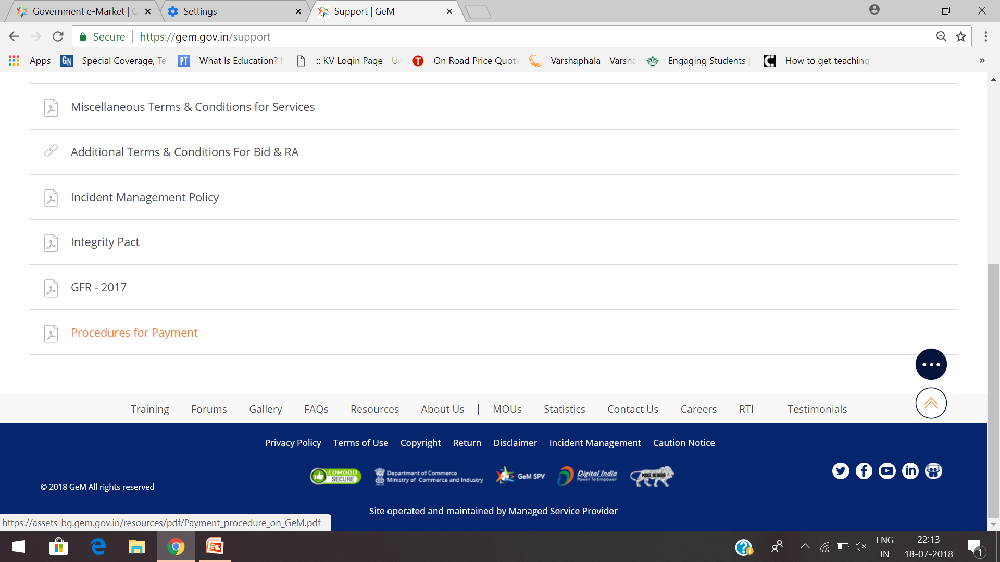 Government e-Market | G
Settings
Support | GeM
Secure
https://gem.gov.in/support
Apps
GN
Special Coverage, Te
PT
What Is Education? I
:: KV Login Page - Ur
T
On Road Price Quote
Varshaphala - Varsha
Engaging Students |
How to get teaching
»
Miscellaneous Terms & Conditions for Services
Additional Terms & Conditions For Bid & RA
Incident Management Policy
Integrity Pact
GFR - 2017
Procedures for Payment
Training Forums Gallery FAQs Resources About Us | MOUs Statistics Contact Us Careers RTI Testimonials
Privacy Policy Terms of Use Copyright Return Disclaimer Incident Management Caution Notice
COMODO
SECURE
Department of Commerce
Ministry of Commerce and Industry
GeM SPV
Digital India
Power To Empower
MAKE IN INDIA
© 2018 GeM All rights reserved
Site operated and maintained by Managed Service Provider
https://assets-bg.gem.gov.in/resources/pdf/Payment_procedure_on_GeM.pdf
ENG
IN
22:13
18-07-2018
1